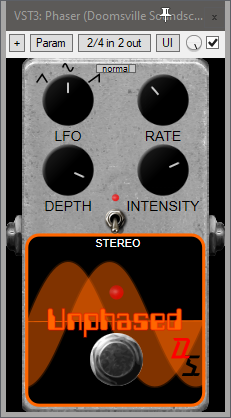 VST3: Phaser (Doomsville Soundsc...
+ Param 2/4 in 2 out UI
normal
LFO RATE
DEPTH INTENSITY
STEREO
Unphased
DS